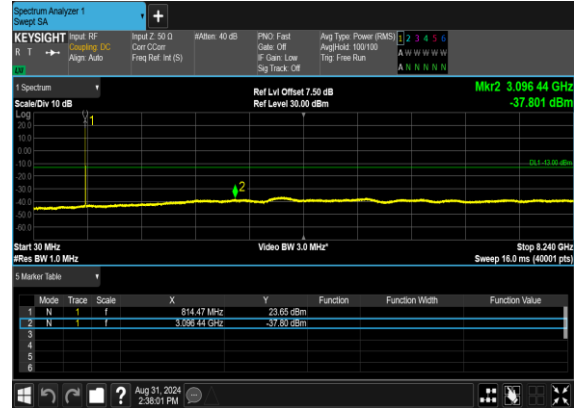 Spectrum Analyzer 1
Swept SA
+
KEYSIGHT
R T
LN
Input: RF
Coupling: DC
Align: Auto
Input Z: 50 Ω
Corr CCorr
Freq Ref: Int (S)
#Atten: 40 dB
PNO: Fast
Gate: Off
IF Gain: Low
Sig Track: Off
Avg Type: Power (RMS)
Avg|Hold: 100/100
Trig: Free Run
1 2 3 4 5 6
A W W W W W
A N N N N N
1 Spectrum
Scale/Div 10 dB
Log
Ref Lvl Offset 7.50 dB
Ref Level 30.00 dBm
Mkr2 3.096 44 GHz
-37.801 dBm
20.0
10.0
0.00
-10.0
-20.0
-30.0
-40.0
-50.0
-60.0
1
2
DL1 -13.00 dBm
Start 30 MHz
#Res BW 1.0 MHz
Video BW 3.0 MHz*
Stop 8.240 GHz
Sweep 16.0 ms (40001 pts)
5 Marker Table
Mode Trace Scale X Y Function Function Width Function Value
1 N 1 f 814.47 MHz 23.65 dBm
2 N 1 f 3.096 44 GHz -37.80 dBm
3
4
5
6
?
Aug 31, 2024
2:38:01 PM